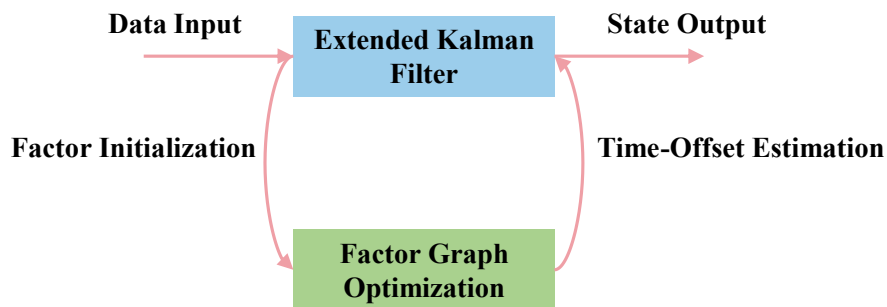 Data Input
Extended Kalman
Filter
State Output
Factor Initialization
Time-Offset Estimation
Factor Graph
Optimization